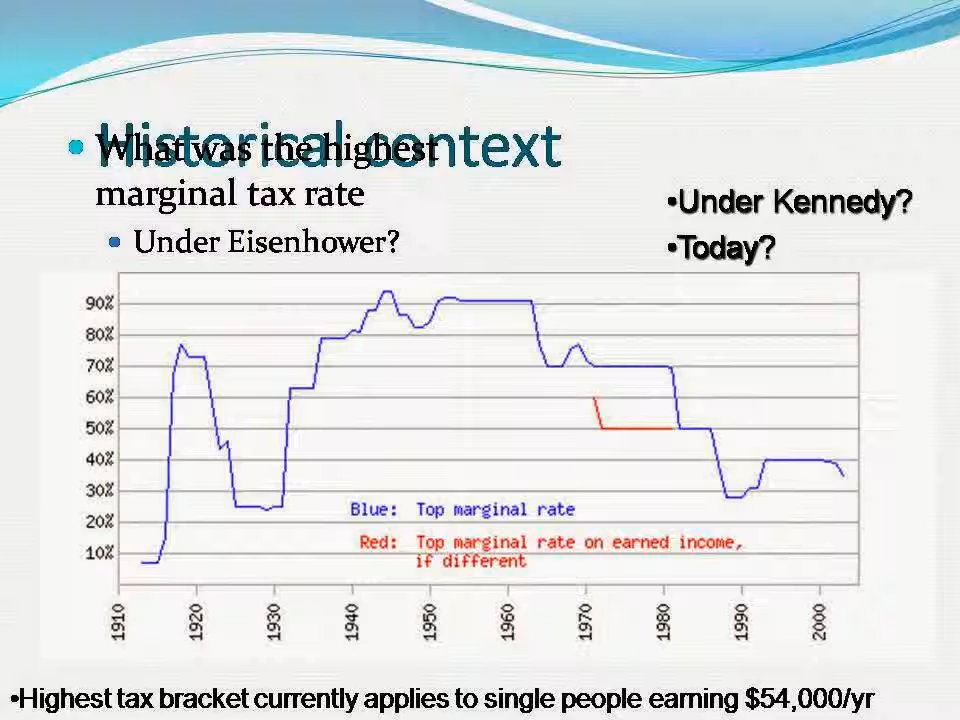 Historical context
• What was the highest
marginal tax rate
• Under Eisenhower?
•Under Kennedy?
•Today?
90%
80%
70%
60%
50%
40%
30%
20%
10%
Blue: Top marginal rate
Red: Top marginal rate on earned income,
if different
1910 1920 1930 1940 1950 1960 1970 1980 1990 2000
•Highest tax bracket currently applies to single people earning $54,000/yr